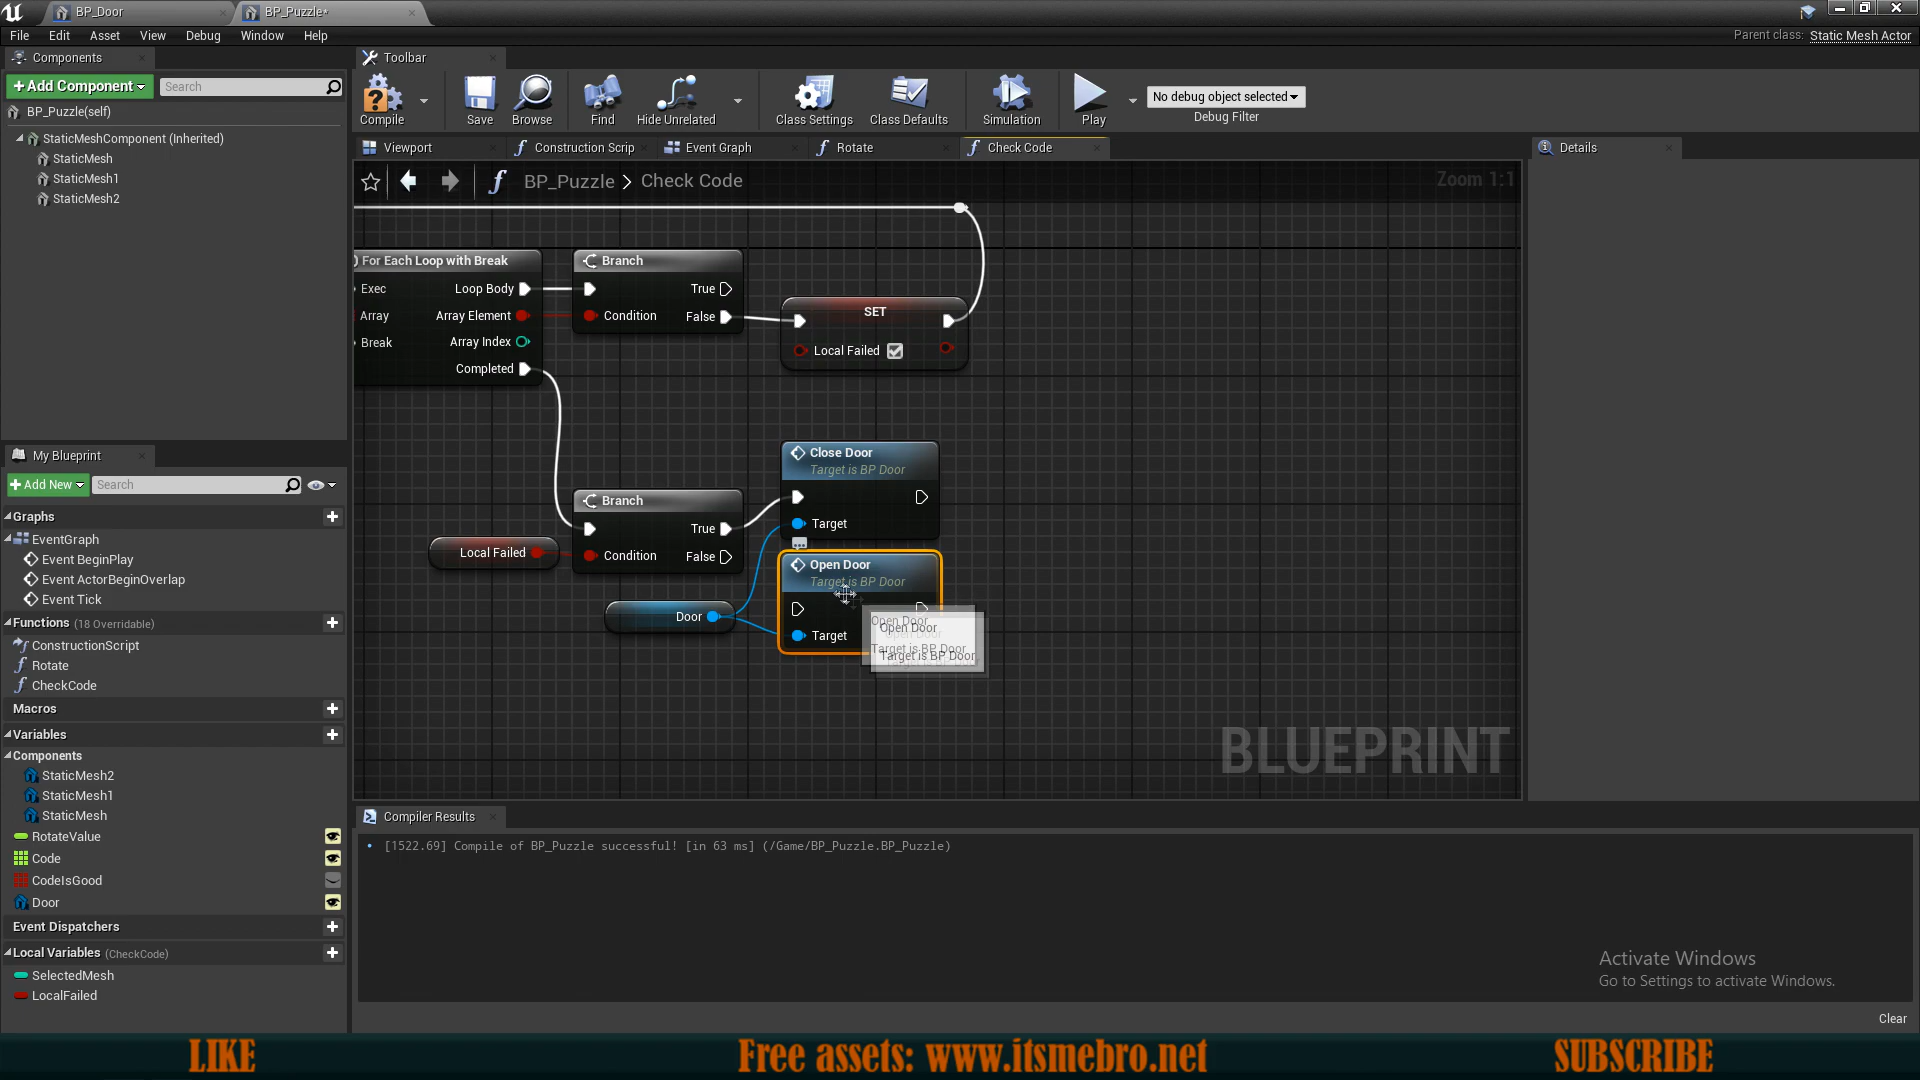 BP_Door
BP_Puzzle*
File Edit Asset View Debug Window Help
Parent class: Static Mesh Actor
Components
+Add Component
Search
BP_Puzzle(self)
StaticMeshComponent (Inherited)
StaticMesh
StaticMesh1
StaticMesh2
Toolbar
Compile
Save
Browse
Find
Hide Unrelated
Class Settings
Class Defaults
Simulation
Play
No debug object selected
Debug Filter
Viewport
Construction Scrip
Event Graph
Rotate
Check Code
Details
BP_Puzzle > Check Code
Zoom 1:1
For Each Loop with Break
Exec
Loop Body
Array
Array Element
Break
Array Index
Completed
Branch
True
Condition
False
SET
Local Failed
Close Door
Target is BP Door
Target
Branch
True
Condition
False
Local Failed
Door
Open Door
Target is BP Door
Target
Open Door
Target is BP Door
Open Door
Target is BP Door
BLUEPRINT
My Blueprint
+Add New
Search
Graphs
EventGraph
Event BeginPlay
Event ActorBeginOverlap
Event Tick
Functions (18 Overridable)
ConstructionScript
Rotate
CheckCode
Macros
Variables
Components
StaticMesh2
StaticMesh1
StaticMesh
RotateValue
Code
CodeIsGood
Door
Event Dispatchers
Local Variables (CheckCode)
SelectedMesh
LocalFailed
Compiler Results
[1522.69] Compile of BP_Puzzle successful! [in 63 ms] (/Game/BP_Puzzle.BP_Puzzle)
Activate Windows
Go to Settings to activate Windows.
Clear
LIKE
Free assets: www.itsmebro.net
SUBSCRIBE